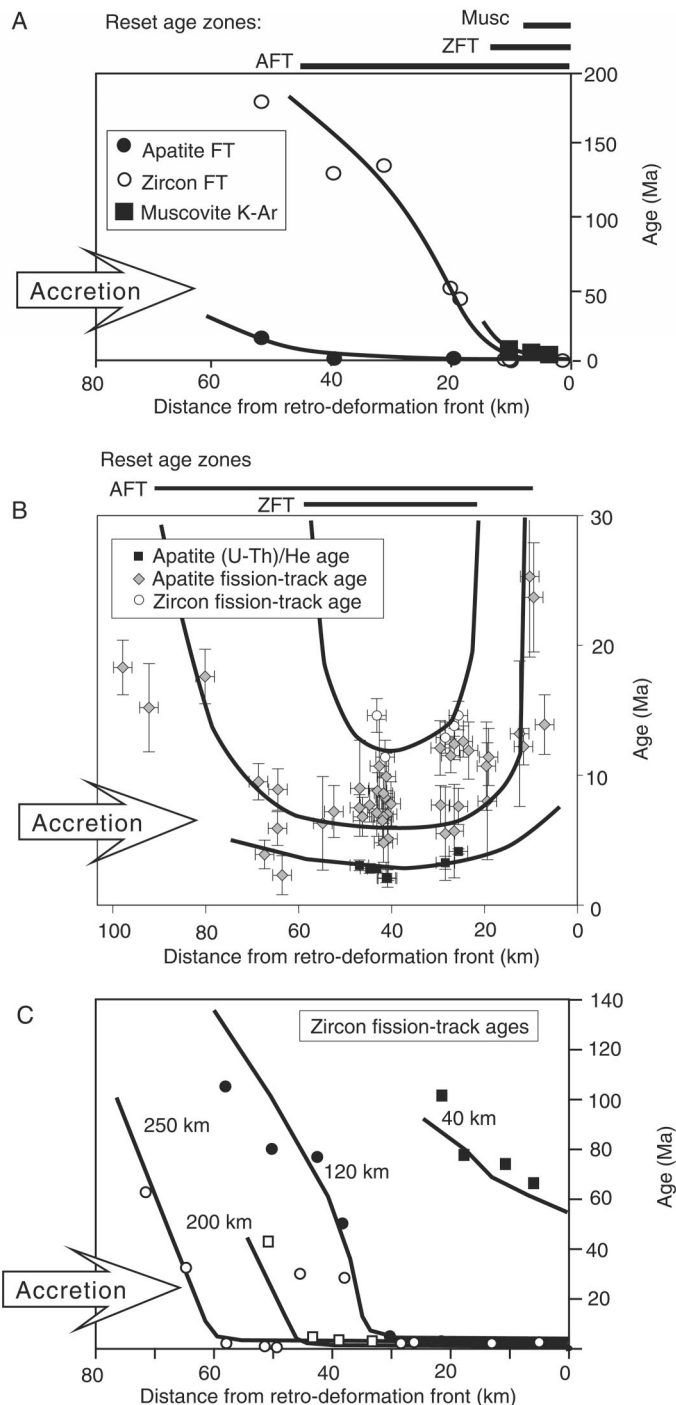 A
Reset age zones:
Musc
ZFT
AFT
200
150
100
50
0
Age (Ma)
Apatite FT
Zircon FT
Muscovite K-Ar
Accretion
80 60 40 20 0
Distance from retro-deformation front (km)
Reset age zones
AFT
ZFT
B
30
20
10
0
Age (Ma)
Apatite (U-Th)/He age
Apatite fission-track age
Zircon fission-track age
Accretion
100 80 60 40 20 0
Distance from retro-deformation front (km)
C
Zircon fission-track ages
140
120
100
80
60
40
20
Age (Ma)
250 km
200 km
120 km
40 km
Accretion
80 60 40 20 0
Distance from retro-deformation front (km)